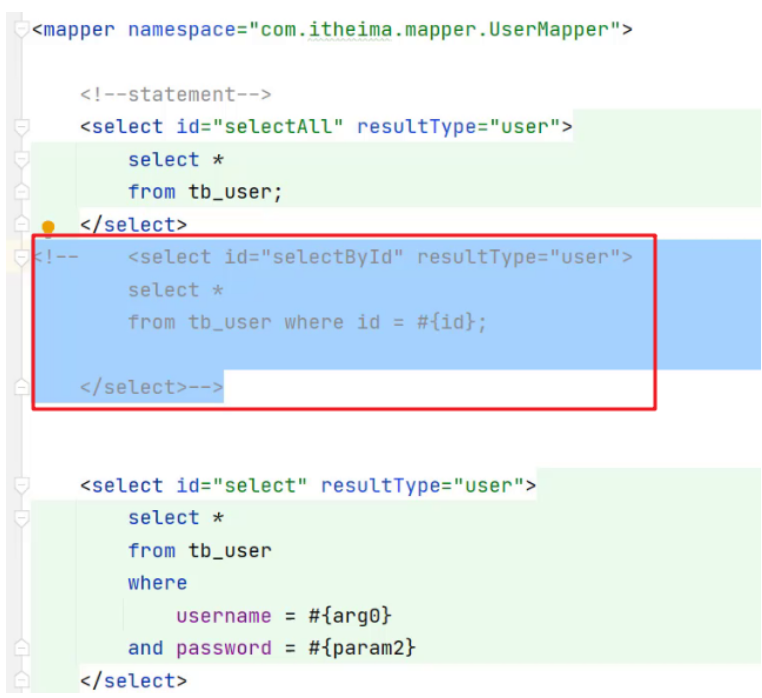 <mapper namespace="com.itheima.mapper.UserMapper">
<!--statement-->
<select id="selectAll" resultType="user">
select *
from tb_user;
</select>
<!--    <select id="selectById" resultType="user">
select *
from tb_user where id = #{id};
</select>-->
<select id="select" resultType="user">
select *
from tb_user
where
username = #{arg0}
and password = #{param2}
</select>